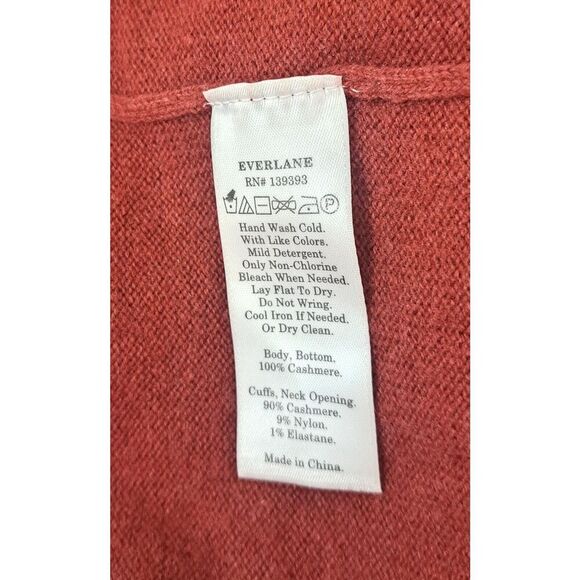 EVERLANE
RN# 139393
P
Hand Wash Cold.
With Like Colors.
Mild Detergent.
Only Non-Chlorine
Bleach When Needed.
Lay Flat To Dry.
Do Not Wring.
Cool Iron If Needed.
Or Dry Clean.
Body, Bottom.
100% Cashmere.
Cuffs, Neck Opening.
90% Cashmere.
9% Nylon.
1% Elastane.
Made in China.